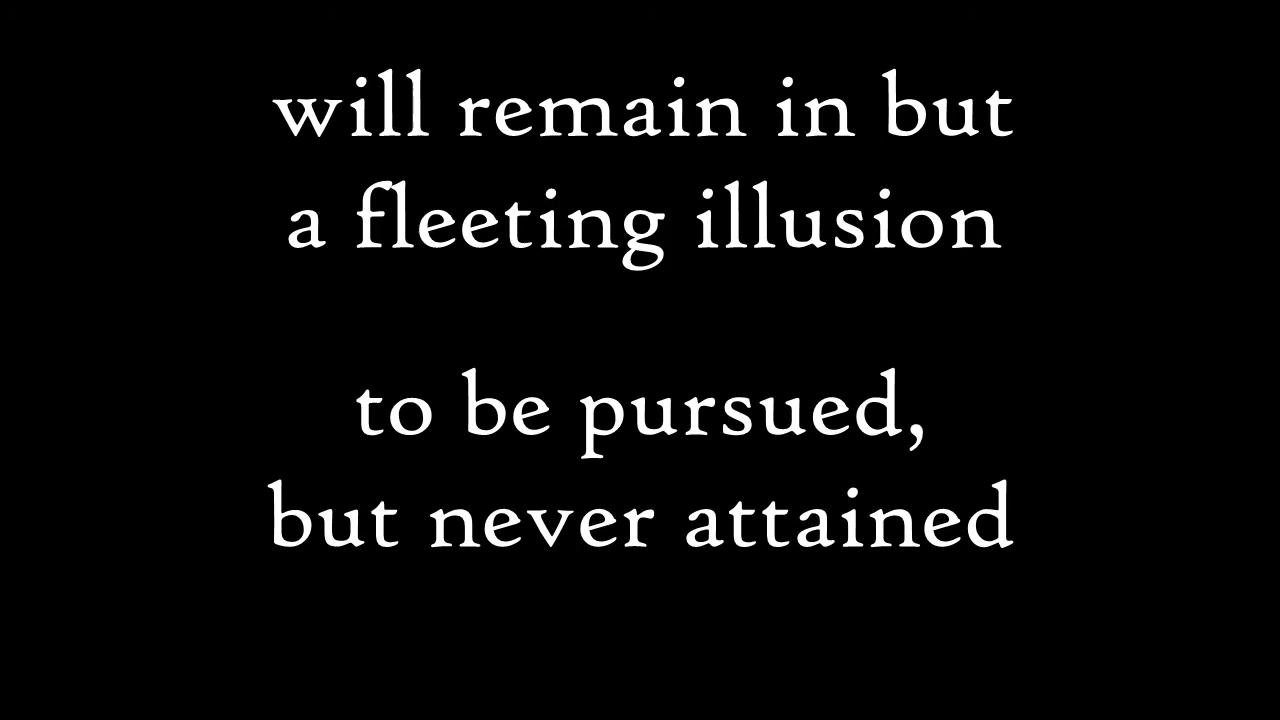 will remain in but
a fleeting illusion
to be pursued,
but never attained